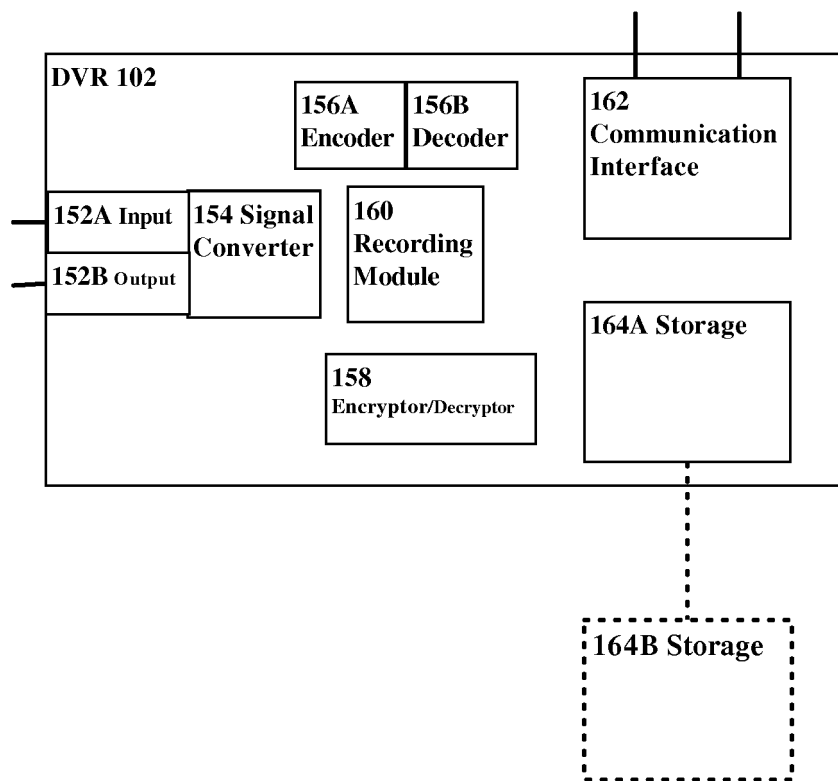 DVR 102
156A
Encoder
156B
Decoder
162
Communication
Interface
152A Input
152B Output
154 Signal
Converter
160
Recording
Module
164A Storage
158
Encryptor/Decryptor
164B Storage